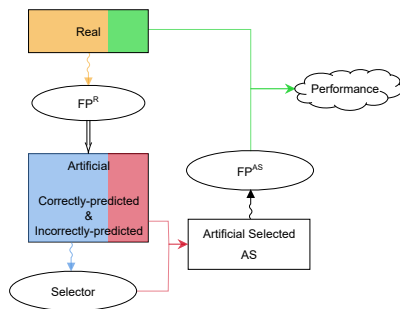 Real
FP^R
Performance
Artificial
FP^AS
Correctly-predicted
&
Incorrectly-predicted
Artificial Selected
AS
Selector